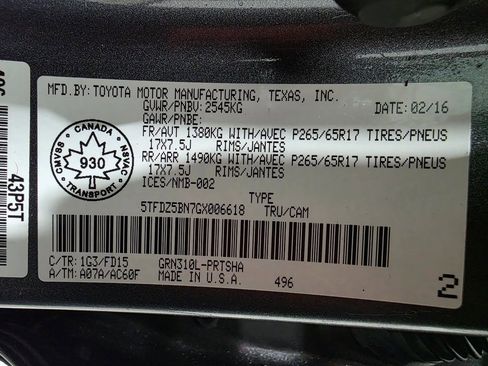 MFD.BY: TOYOTA MOTOR MANUFACTURING, TEXAS, INC.
GVWR/PNBV: 2545KG DATE: 02/16
GAWR/PNBE:
FR/AVT 1380KG WITH/AVEC P265/65R17 TIRES/PNEUS
17X7.5J RIMS/JANTES
RR/ARR 1490KG WITH/AVEC P265/65R17 TIRES/PNEUS
17X7.5J RIMS/JANTES
ICES/NMB-002
TYPE
5TFDZ5BN7GX006618 TRU/CAM
C/TR: 1G3/FD15 GRN310L-PRTSHA
A/TM: A07A/AC60F MADE IN U.S.A. 496
2
CANADA
CMVSS 930 NSVAC
TRANSPORT
43P5T